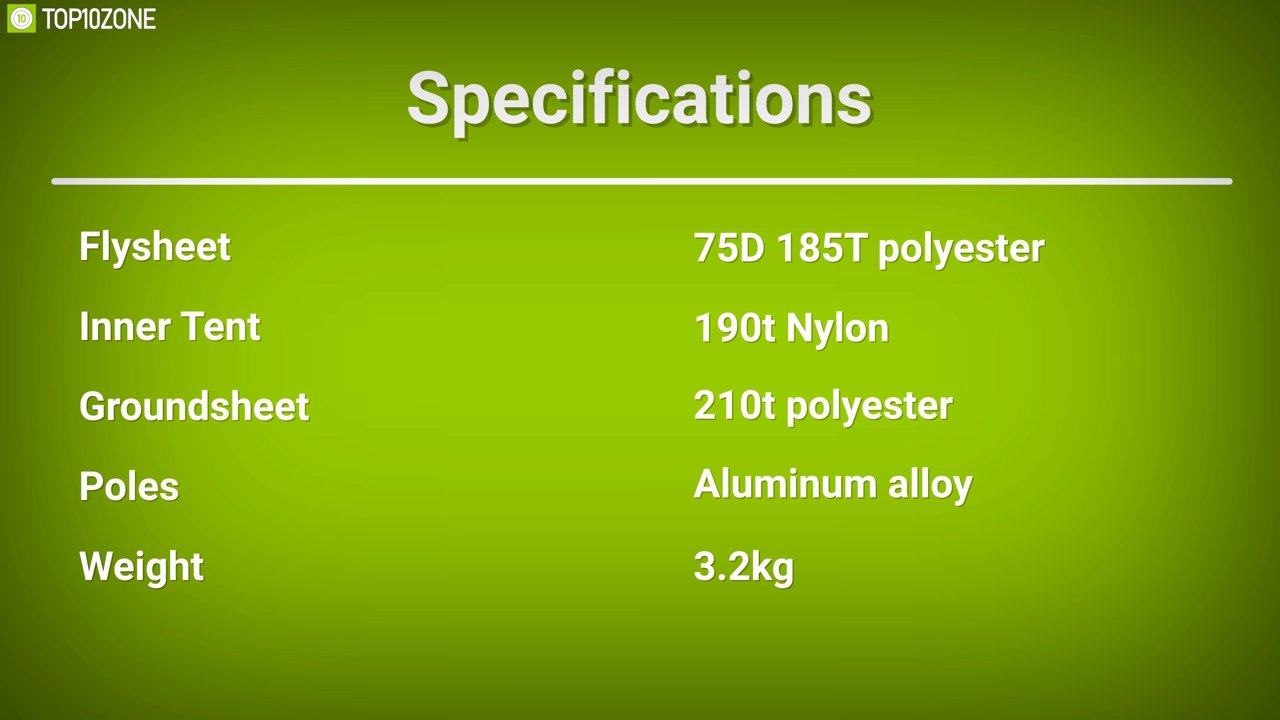 TOP10ZONE
Specifications
Flysheet 75D 185T polyester
Inner Tent 190t Nylon
Groundsheet 210t polyester
Poles Aluminum alloy
Weight 3.2kg